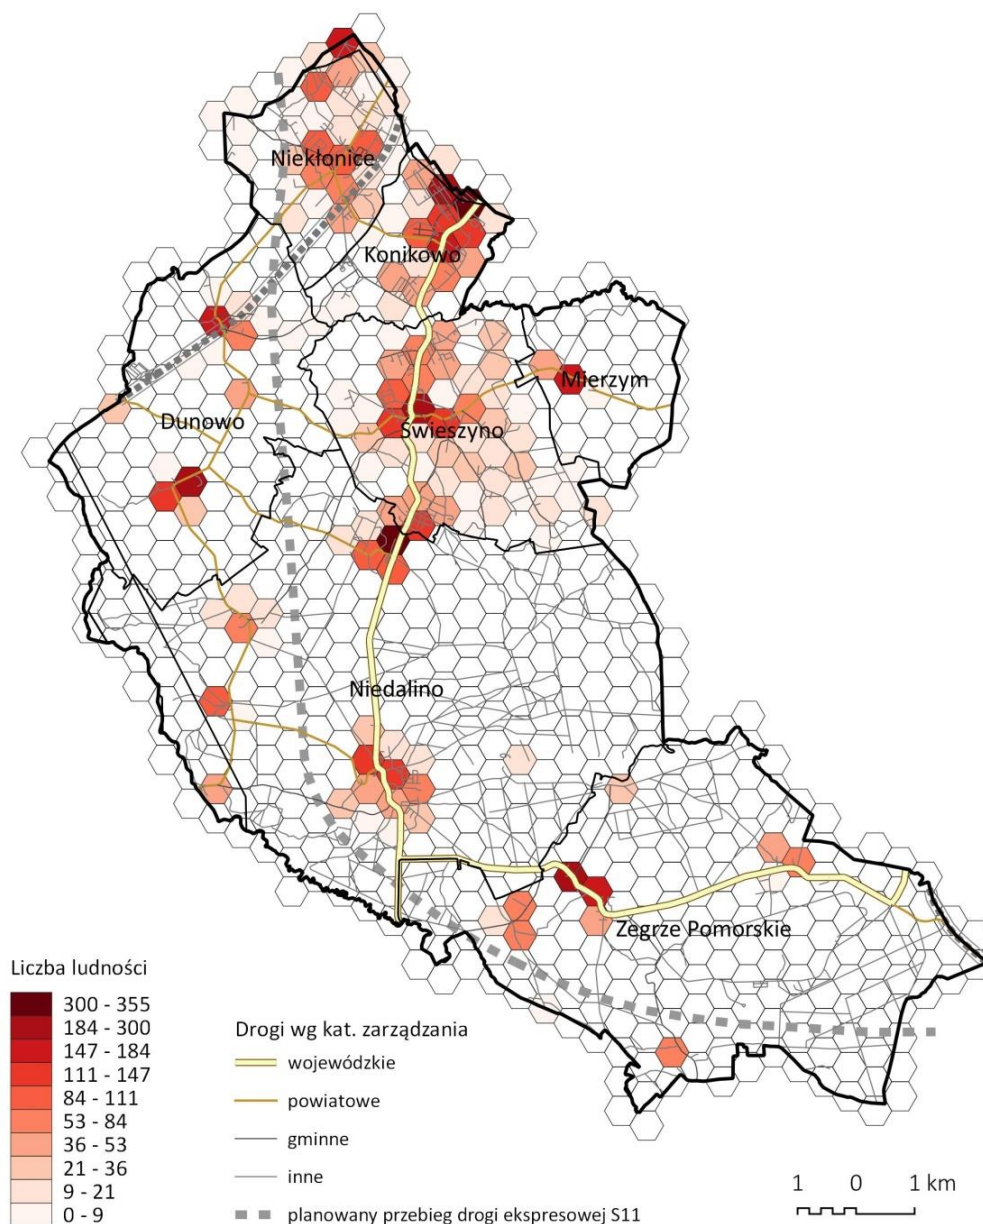 Niekłonice
Konikowo
Mierzym
Dunowo
Świeszyno
Niedalino
Zegrze Pomorskie
Liczba ludności
300 - 355
184 - 300
147 - 184
111 - 147
84 - 111
53 - 84
36 - 53
21 - 36
9 - 21
0 - 9
Drogi wg kat. zarządzania
wojewódzkie
powiatowe
gminne
inne
planowany przebieg drogi ekspresowej S11
1 0 1 km